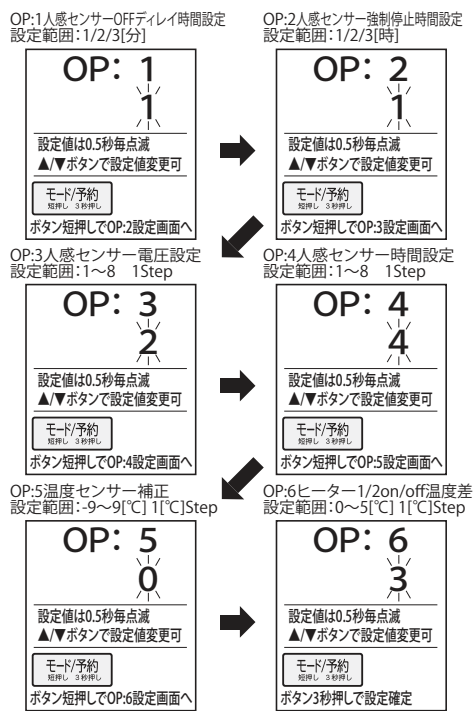 OP:1人感センサーOFFディレイ時間設定
設定範囲:1/2/3[分]
OP: 1
1
設定値は0.5秒毎点滅
▲/▼ボタンで設定値変更可
モード/予約
短押し 3秒押し
ボタン短押しでOP:2設定画面へ
OP:2人感センサー強制停止時間設定
設定範囲:1/2/3[時]
OP: 2
1
設定値は0.5秒毎点滅
▲/▼ボタンで設定値変更可
モード/予約
短押し 3秒押し
ボタン短押しでOP:3設定画面へ
OP:3人感センサー電圧設定
設定範囲:1〜8 1Step
OP: 3
2
設定値は0.5秒毎点滅
▲/▼ボタンで設定値変更可
モード/予約
短押し 3秒押し
ボタン短押しでOP:4設定画面へ
OP:4人感センサー時間設定
設定範囲:1〜8 1Step
OP: 4
4
設定値は0.5秒毎点滅
▲/▼ボタンで設定値変更可
モード/予約
短押し 3秒押し
ボタン短押しでOP:5設定画面へ
OP:5温度センサー補正
設定範囲:-9〜9[℃] 1[℃]Step
OP: 5
0
設定値は0.5秒毎点滅
▲/▼ボタンで設定値変更可
モード/予約
短押し 3秒押し
ボタン短押しでOP:6設定画面へ
OP:6ヒーター1/2on/off温度差
設定範囲:0〜5[℃] 1[℃]Step
OP: 6
3
設定値は0.5秒毎点滅
▲/▼ボタンで設定値変更可
モード/予約
短押し 3秒押し
ボタン3秒押しで設定確定